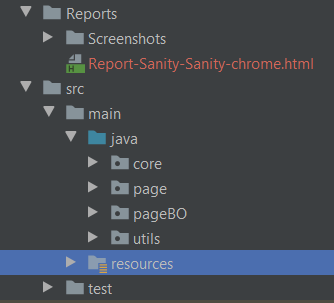 Reports
Screenshots
Report-Sanity-Sanity-chrome.html
src
main
java
core
page
pageBO
utils
resources
test